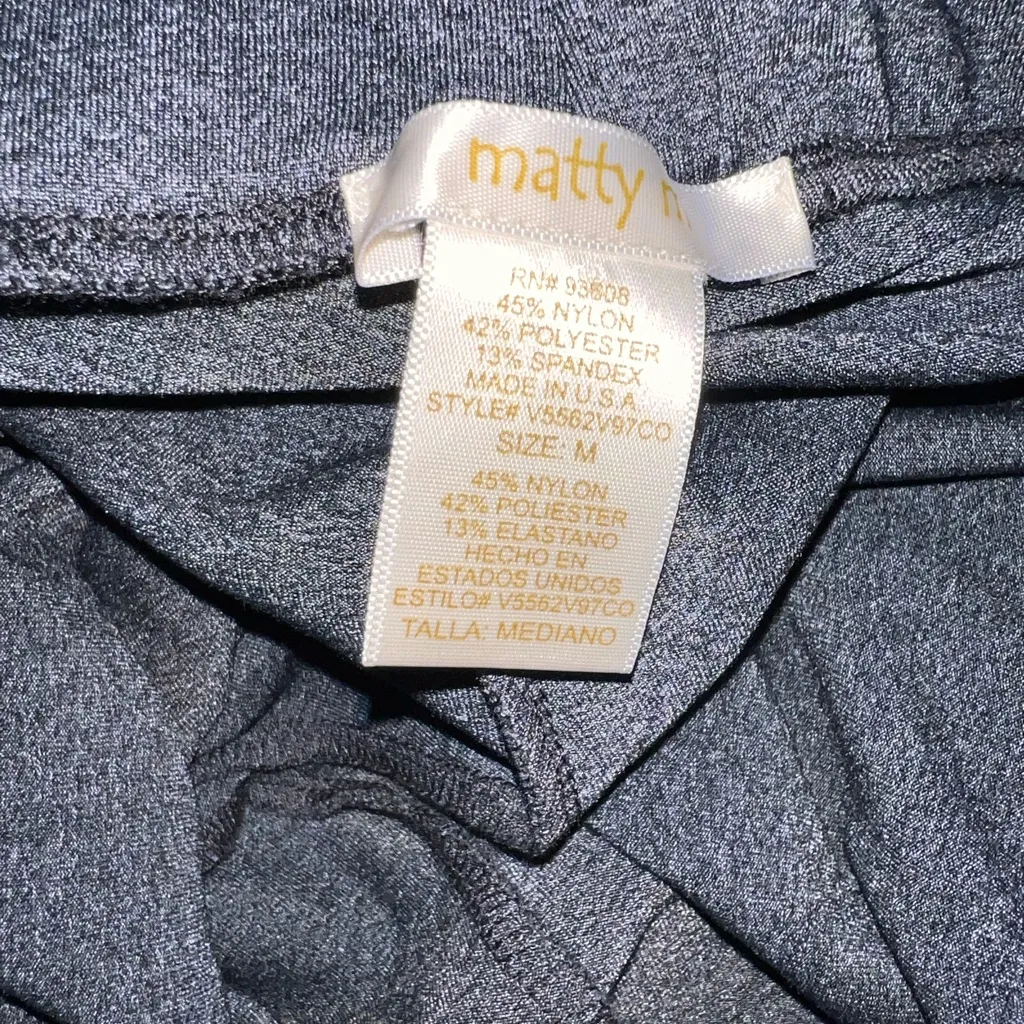 matty
RN# 93608
45% NYLON
42% POLYESTER
13% SPANDEX
MADE IN U.S.A
STYLE# V5562V97CO
SIZE: M
45% NYLON
42% POLIESTER
13% ELASTANO
HECHO EN
ESTADOS UNIDOS
ESTILO# V5562V97CO
TALLA: MEDIANO